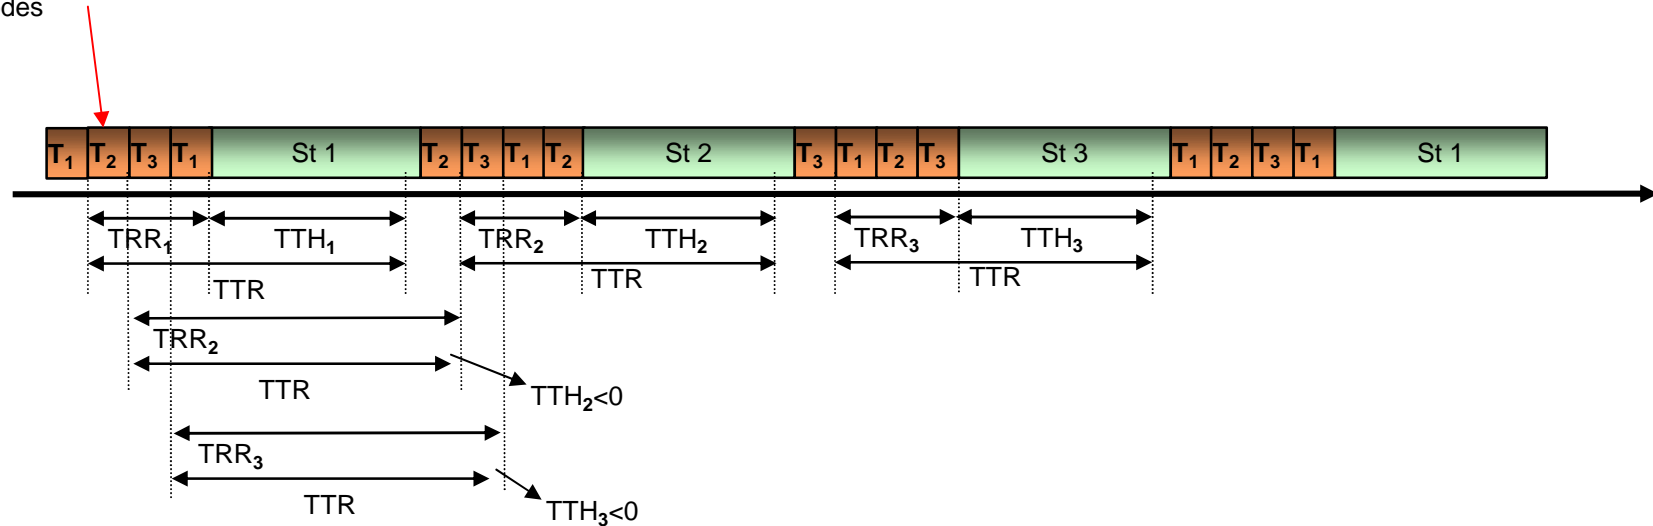 des
T1 T2 T3 T1 St 1 T2 T3 T1 T2 St 2 T3 T1 T2 T3 St 3 T1 T2 T3 T1 St 1
TRR1 TTH1 TRR2 TTH2 TRR3 TTH3
TTR TTR TTR
TRR2
TTR
TTH2<0
TRR3
TTR
TTH3<0